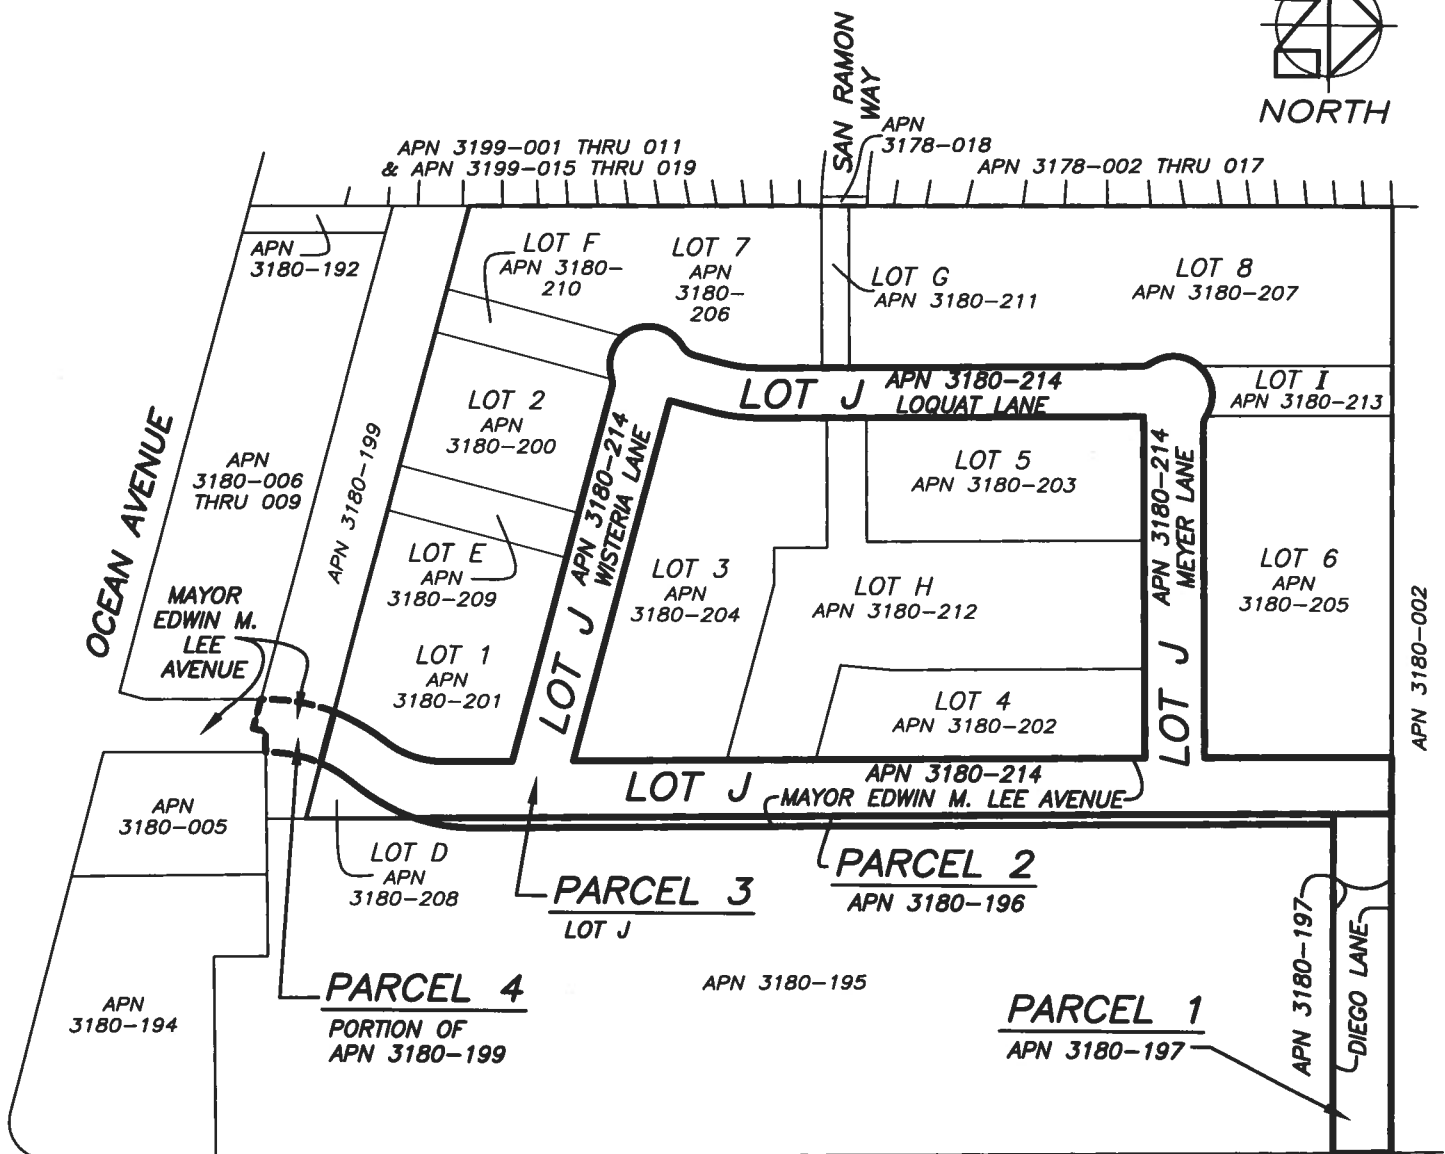 NORTH
SAN RAMON
WAY
APN
3178-018
APN 3199-001 THRU 011
& APN 3199-015 THRU 019
APN 3178-002 THRU 017
APN
3180-192
LOT F
APN 3180-
210
LOT 7
APN
3180-
206
LOT G
APN 3180-211
LOT 8
APN 3180-207
LOT J
APN 3180-214
LOQUAT LANE
LOT I
APN 3180-213
LOT 2
APN
3180-200
OCEAN AVENUE
APN
3180-006
THRU 009
APN 3180-199
APN 3180-214
WISTERIA LANE
LOT J
LOT 5
APN 3180-203
APN 3180-214
MEYER LANE
LOT J
LOT E
APN
3180-209
LOT 3
APN
3180-204
LOT H
APN 3180-212
LOT 6
APN
3180-205
APN 3180-002
MAYOR
EDWIN M.
LEE
AVENUE
LOT 1
APN
3180-201
LOT 4
APN 3180-202
LOT J
APN 3180-214
MAYOR EDWIN M. LEE AVENUE
APN
3180-005
LOT D
APN
3180-208
PARCEL 3
LOT J
PARCEL 2
APN 3180-196
APN 3180-197
DIEGO LANE
PARCEL 4
PORTION OF
APN 3180-199
APN 3180-195
PARCEL 1
APN 3180-197
APN
3180-194